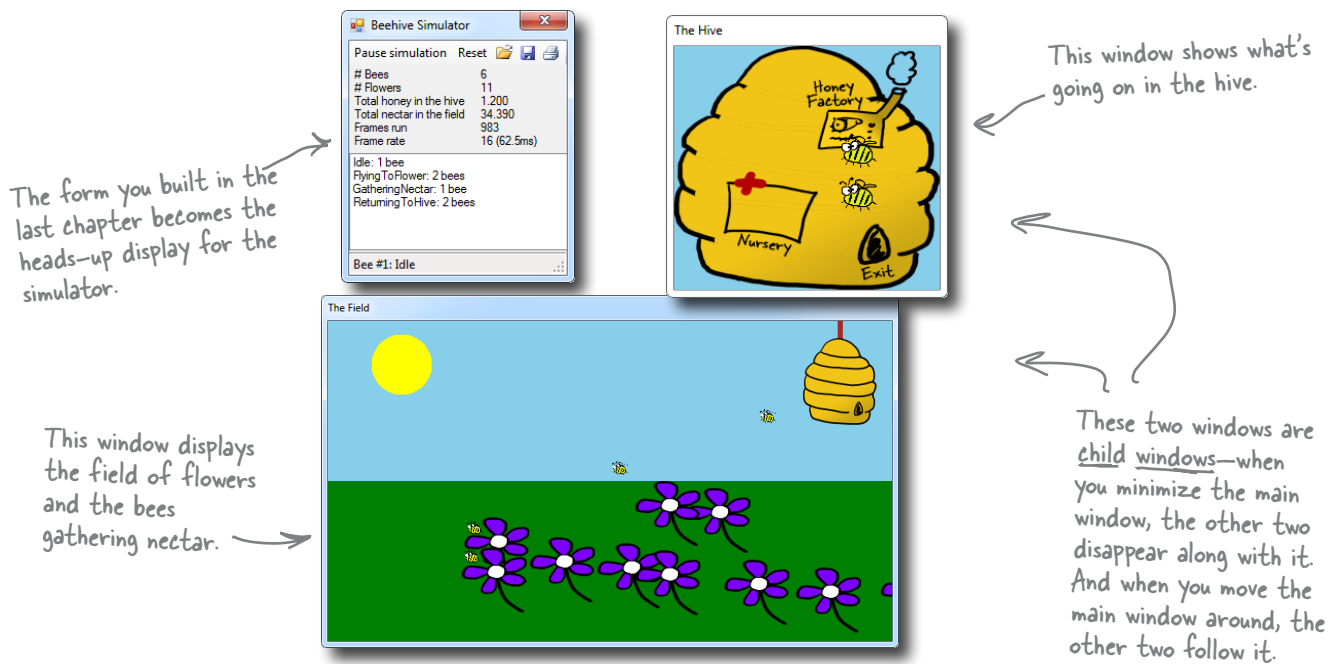 Beehive Simulator
Pause simulation Reset
# Bees 6
# Flowers 11
Total honey in the hive 1.200
Total nectar in the field 34.390
Frames run 983
Frame rate 16 (62.5ms)
Idle: 1 bee
FlyingToFlower: 2 bees
GatheringNectar: 1 bee
ReturningToHive: 2 bees
Bee #1: Idle
The Hive
Honey
Factory
Nursery
Exit
This window shows what's
going on in the hive.
The form you built in the
last chapter becomes the
heads-up display for the
simulator.
The Field
This window displays
the field of flowers
and the bees
gathering nectar.
These two windows are
child windows—when
you minimize the main
window, the other two
disappear along with it.
And when you move the
main window around, the
other two follow it.